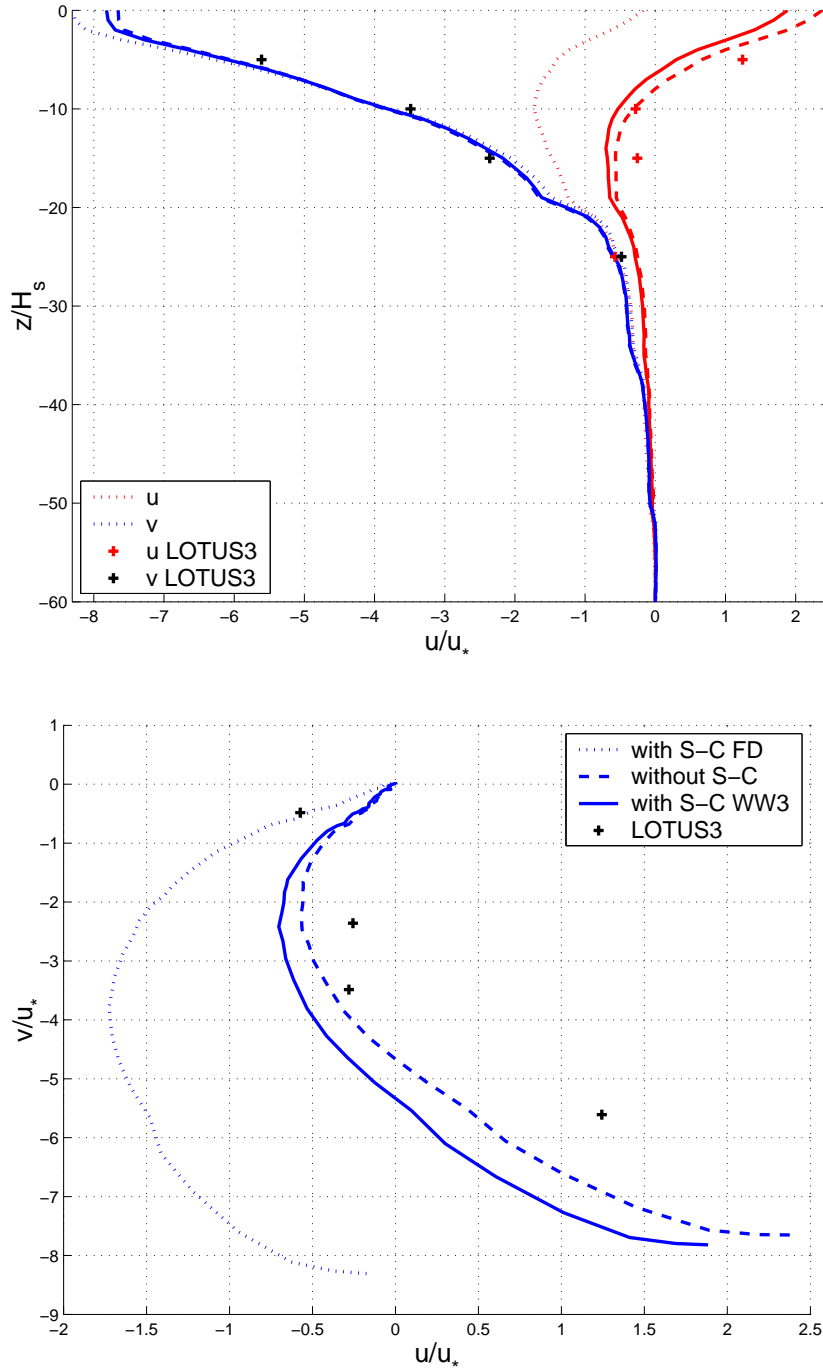 0
−10
−20
−30
−40
−50
−60
z/H_s
−8 −7 −6 −5 −4 −3 −2 −1 0 1 2
u/u_*
u
v
u LOTUS3
v LOTUS3
1
0
−1
−2
−3
−4
−5
−6
−7
−8
−9
v/u_*
−2 −1.5 −1 −0.5 0 0.5 1 1.5 2 2.5
u/u_*
with S−C FD
without S−C
with S−C WW3
LOTUS3